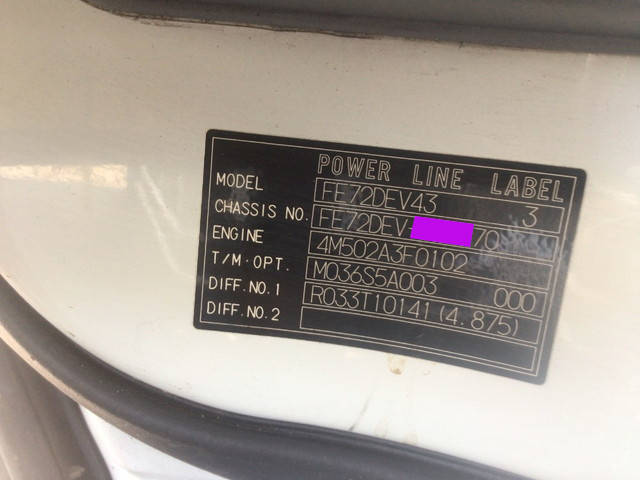 POWER LINE LABEL
MODEL FE72DEV43 3
CHASSIS NO. FE72DEV- 70
ENGINE 4M502A3F0102
T/M·OPT. M036S5A003 000
DIFF.NO.1 R033T10141 (4.875)
DIFF.NO.2